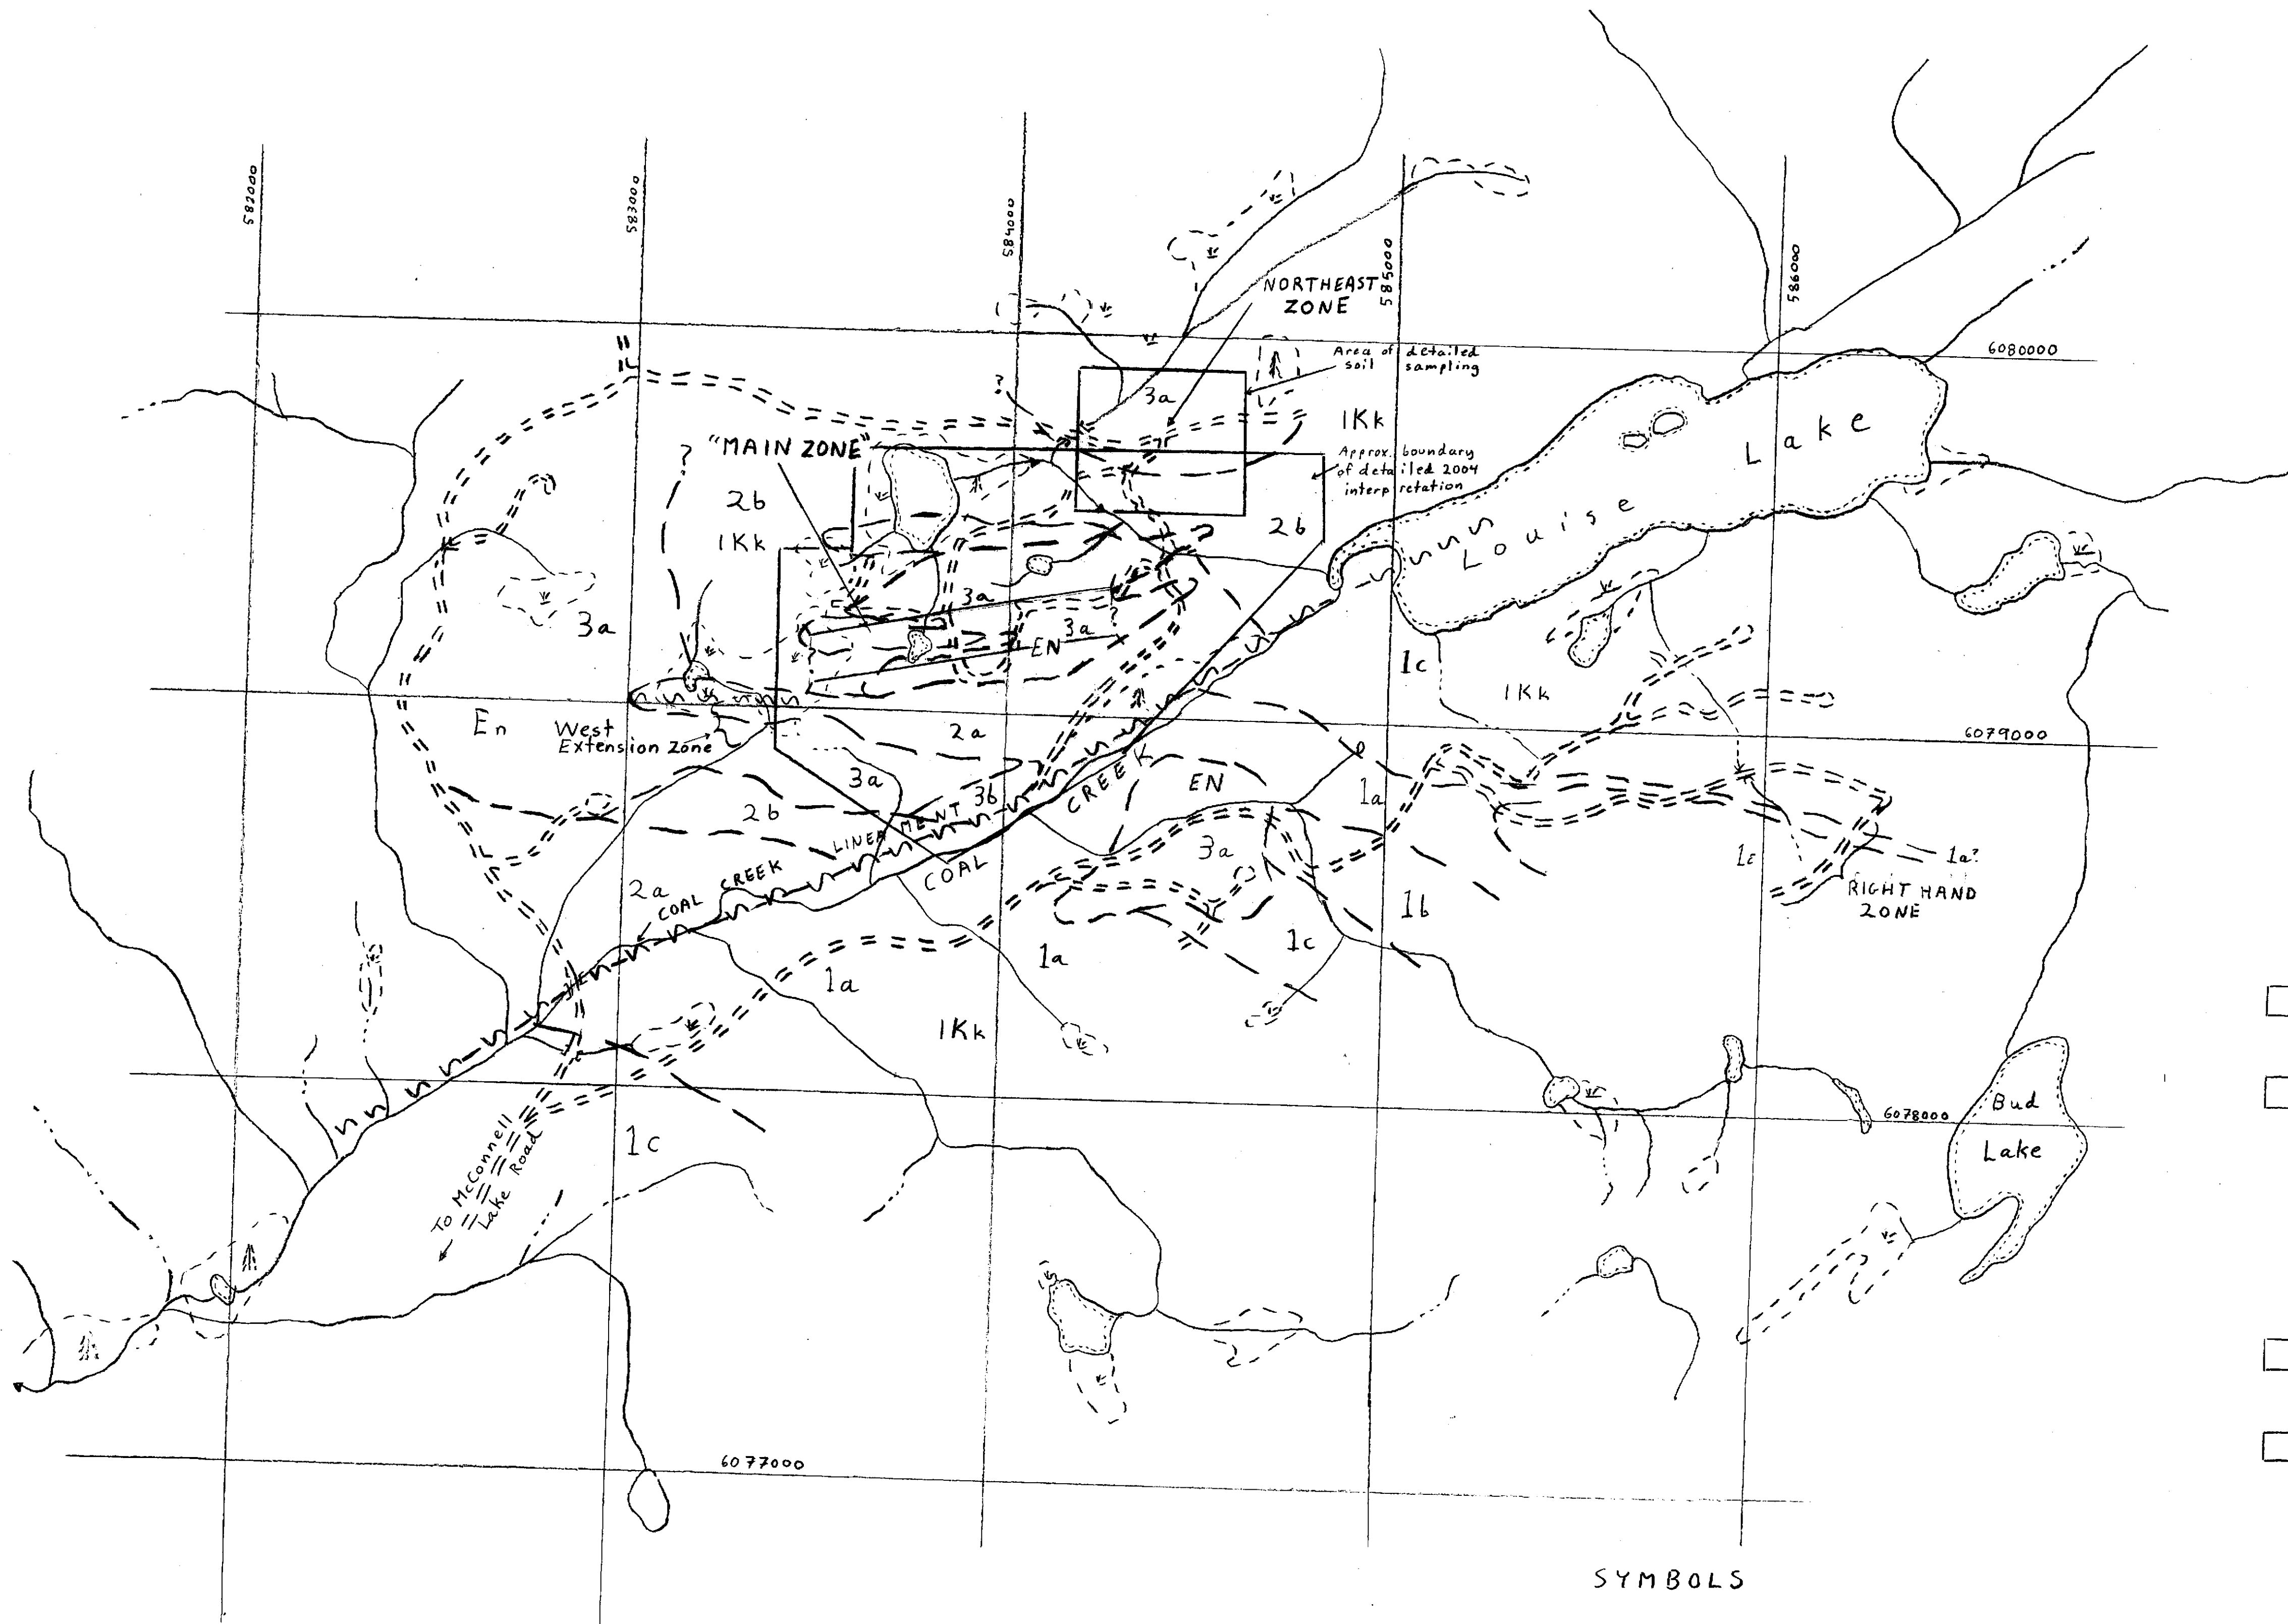 582000
583000
584000
585000
586000
NORTHEAST
ZONE
6080000
Area of detailed
soil sampling
3a
?
1Kk
Lake
"MAIN ZONE"
?
Approx. boundary
of detailed 2004
interpretation
2b
2b
Louise
1Kk
3a
3a
3a
EN
?
1c
1Kk
En
West
Extension Zone
2a
6079000
3a
EN
CREEK
3b
1a
2b
LINEAMENT
3a
1c
1a?
COAL
CREEK
2a
COAL
RIGHT HAND
ZONE
1b
1c
1a
1a
1Kk
Bud
Lake
6078000
1c
To McConnell
Lake Road
6077000
SYMBOLS